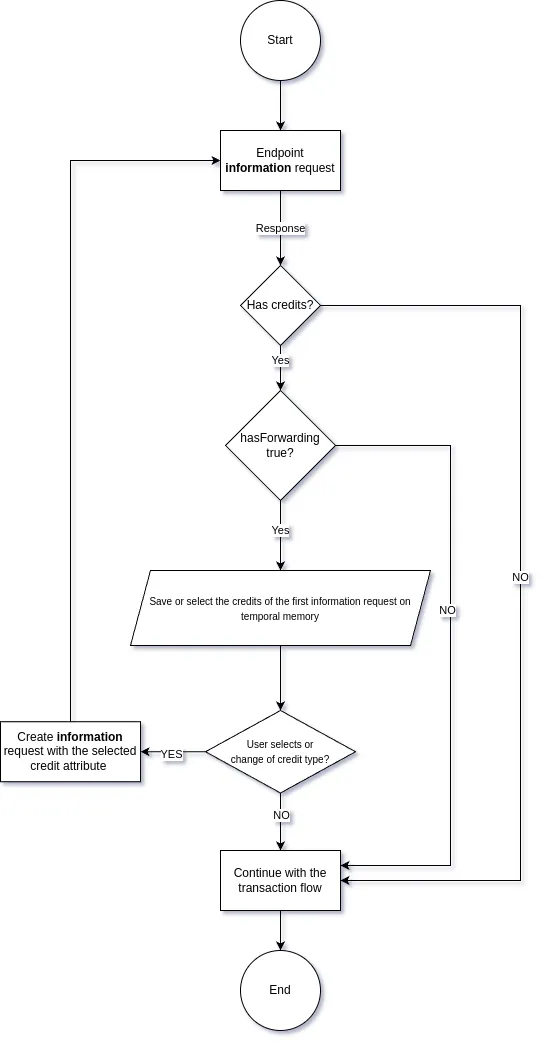 Start
Endpoint
information request
Response
Has credits?
Yes
hasForwarding
true?
Yes
NO
Save or select the credits of the first information request on
temporal memory
NO
User selects or
change of credit type?
YES
Create information
request with the selected
credit attribute
NO
Continue with the
transaction flow
End